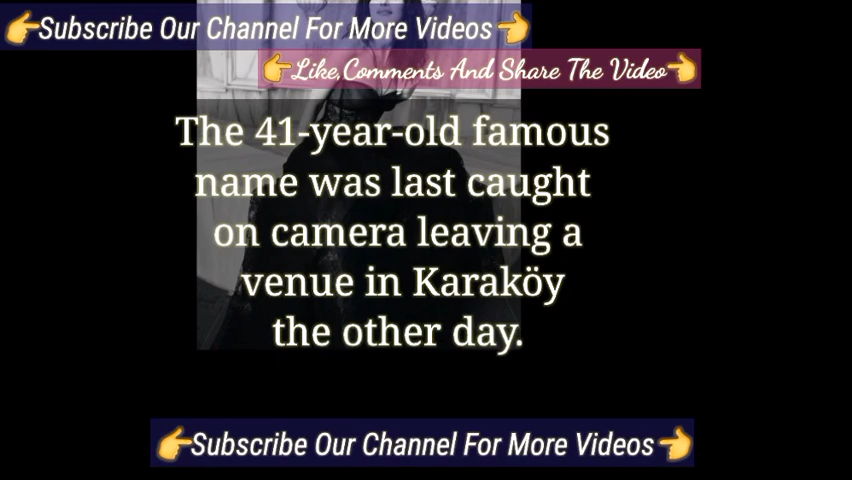 👉Subscribe Our Channel For More Videos👈
👉Like,Comments And Share The Video👈
The 41-year-old famous
name was last caught
on camera leaving a
venue in Karaköy
the other day.
👉Subscribe Our Channel For More Videos👈